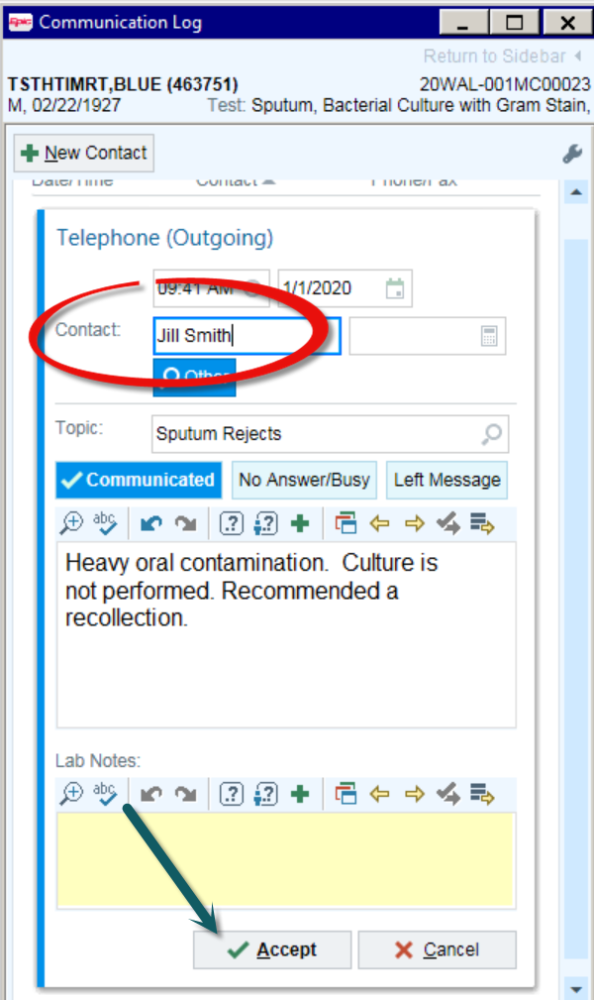 Epic Communication Log
Return to Sidebar
TSTHTIMRT,BLUE (463751) 20WAL-001MC00023
M, 02/22/1927 Test: Sputum, Bacterial Culture with Gram Stain,
New Contact
Date/Time Contact Phone/Fax
Telephone (Outgoing)
09:41 AM 1/1/2020
Contact: Jill Smith
Other
Topic: Sputum Rejects
Communicated No Answer/Busy Left Message
abc
Heavy oral contamination. Culture is
not performed. Recommended a
recollection.
Lab Notes:
abc
Accept Cancel